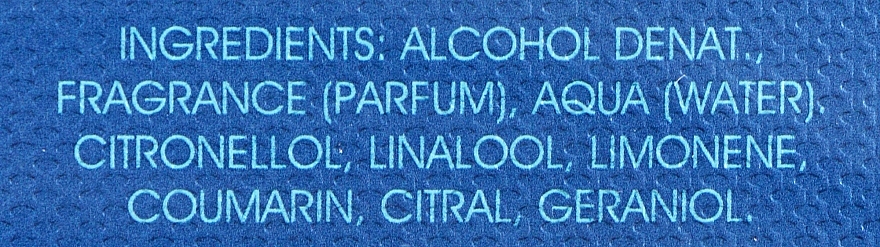 INGREDIENTS: ALCOHOL DENAT.,
FRAGRANCE (PARFUM), AQUA (WATER).
CITRONELLOL, LINALOOL, LIMONENE,
COUMARIN, CITRAL, GERANIOL.